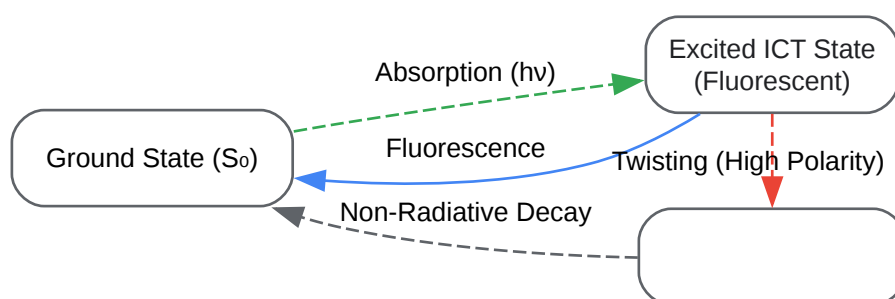 Excited ICT State
(Fluorescent)
Absorption (hν)
Ground State (S₀)
Fluorescence
Twisting (High Polarity)
Non-Radiative Decay